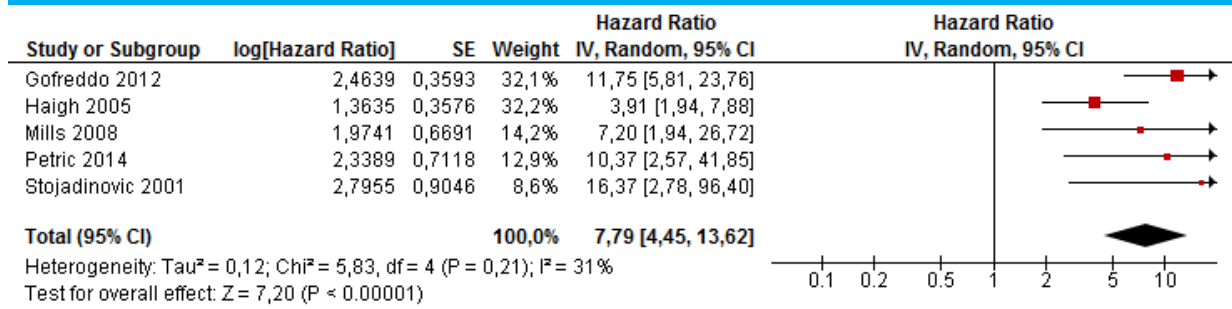 Hazard Ratio Hazard Ratio
Study or Subgroup log[Hazard Ratio] SE Weight IV, Random, 95% CI IV, Random, 95% CI
Gofreddo 2012 2,4639 0,3593 32,1% 11,75 [5,81, 23,76]
Haigh 2005 1,3635 0,3576 32,2% 3,91 [1,94, 7,88]
Mills 2008 1,9741 0,6691 14,2% 7,20 [1,94, 26,72]
Petric 2014 2,3389 0,7118 12,9% 10,37 [2,57, 41,85]
Stojadinovic 2001 2,7955 0,9046 8,6% 16,37 [2,78, 96,40]
Total (95% CI) 100,0% 7,79 [4,45, 13,62]
Heterogeneity: Tau² = 0,12; Chi² = 5,83, df = 4 (P = 0,21); I² = 31%
Test for overall effect: Z = 7,20 (P < 0.00001)
0.1 0.2 0.5 1 2 5 10